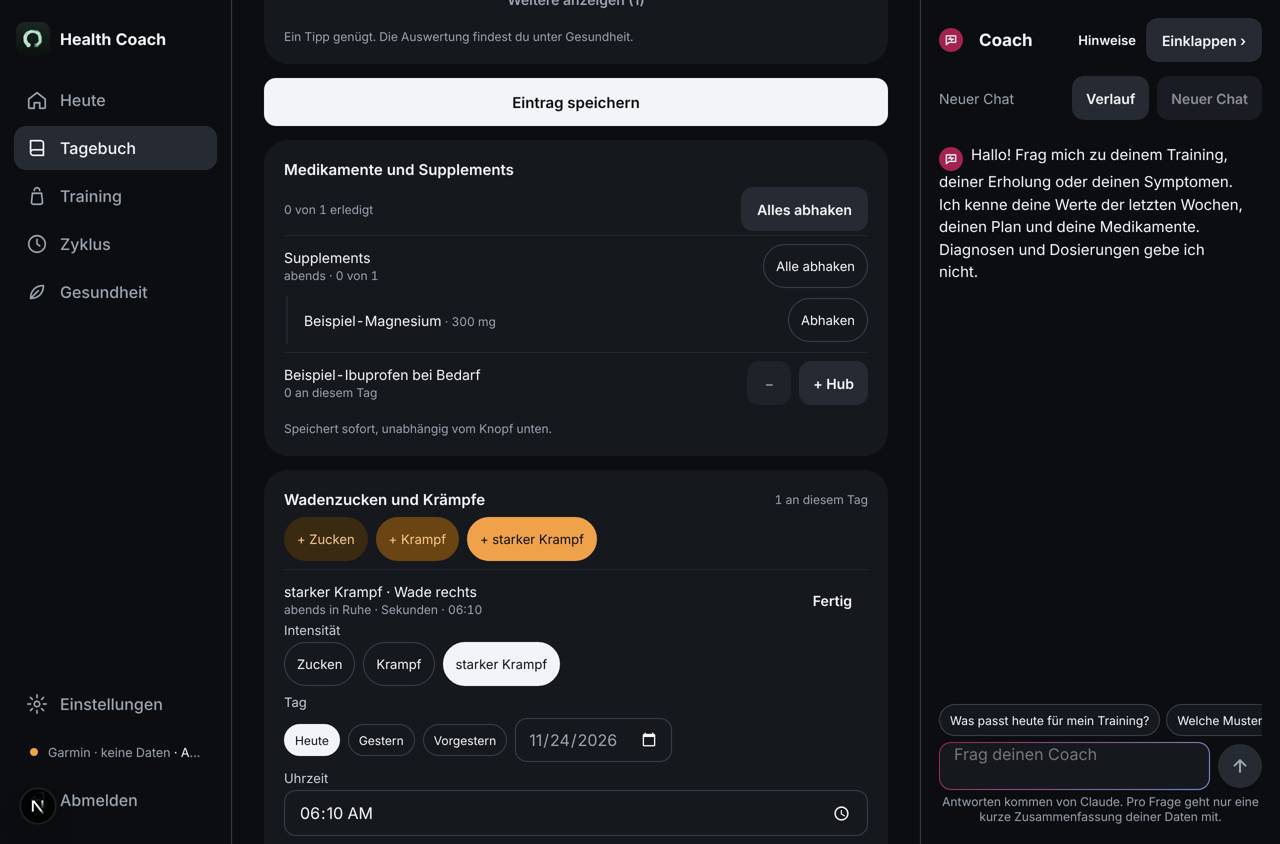 Health Coach
Heute
Tagebuch
Training
Zyklus
Gesundheit
Einstellungen
Garmin · keine Daten · A...
N
Abmelden
Weitere anzeigen (1)
Ein Tipp genügt. Die Auswertung findest du unter Gesundheit.
Eintrag speichern
Medikamente und Supplements
0 von 1 erledigt
Alles abhaken
Supplements
abends · 0 von 1
Alle abhaken
Beispiel-Magnesium · 300 mg
Abhaken
Beispiel-Ibuprofen bei Bedarf
0 an diesem Tag
–
+ Hub
Speichert sofort, unabhängig vom Knopf unten.
Wadenzucken und Krämpfe
1 an diesem Tag
+ Zucken
+ Krampf
+ starker Krampf
starker Krampf · Wade rechts
abends in Ruhe · Sekunden · 06:10
Fertig
Intensität
Zucken
Krampf
starker Krampf
Tag
Heute
Gestern
Vorgestern
11/24/2026
Uhrzeit
06:10 AM
Coach
Hinweise
Einklappen ›
Neuer Chat
Verlauf
Neuer Chat
Hallo! Frag mich zu deinem Training,
deiner Erholung oder deinen Symptomen.
Ich kenne deine Werte der letzten Wochen,
deinen Plan und deine Medikamente.
Diagnosen und Dosierungen gebe ich
nicht.
Was passt heute für mein Training?
Welche Muster
Frag deinen Coach
Antworten kommen von Claude. Pro Frage geht nur eine
kurze Zusammenfassung deiner Daten mit.